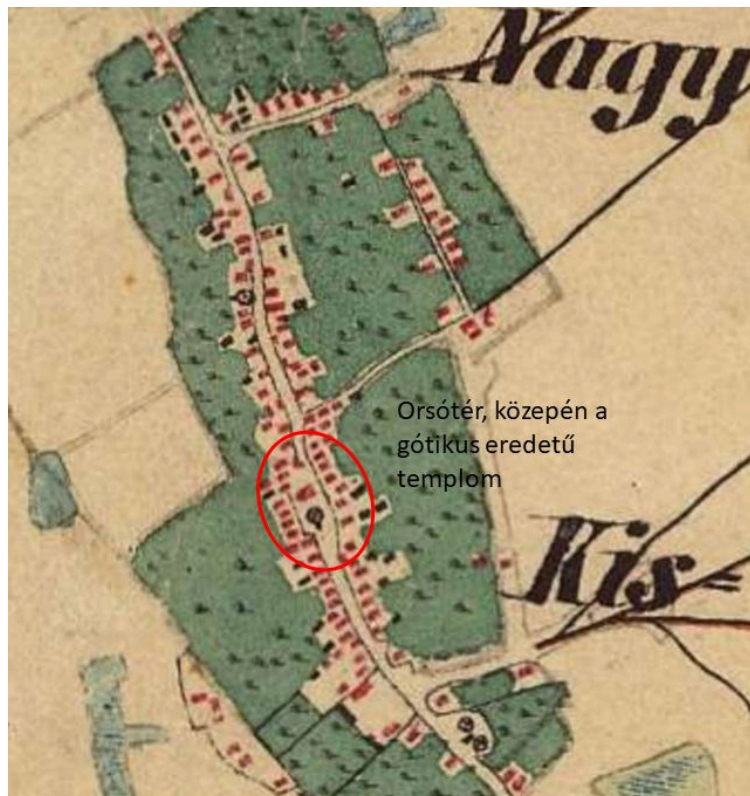 Nagy
Orsótér, közepén a
gótikus eredetű
templom
Kis=